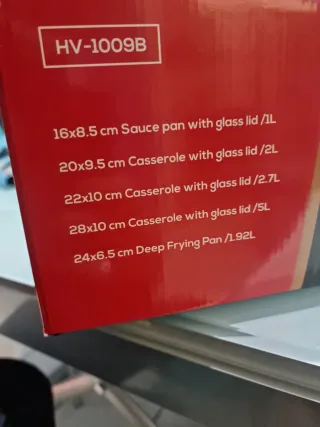 HV-1009B
16x8.5 cm Sauce pan with glass lid /1L
20x9.5 cm Casserole with glass lid /2L
22x10 cm Casserole with glass lid /2.7L
28x10 cm Casserole with glass lid /5L
24x6.5 cm Deep Frying Pan /1.92L